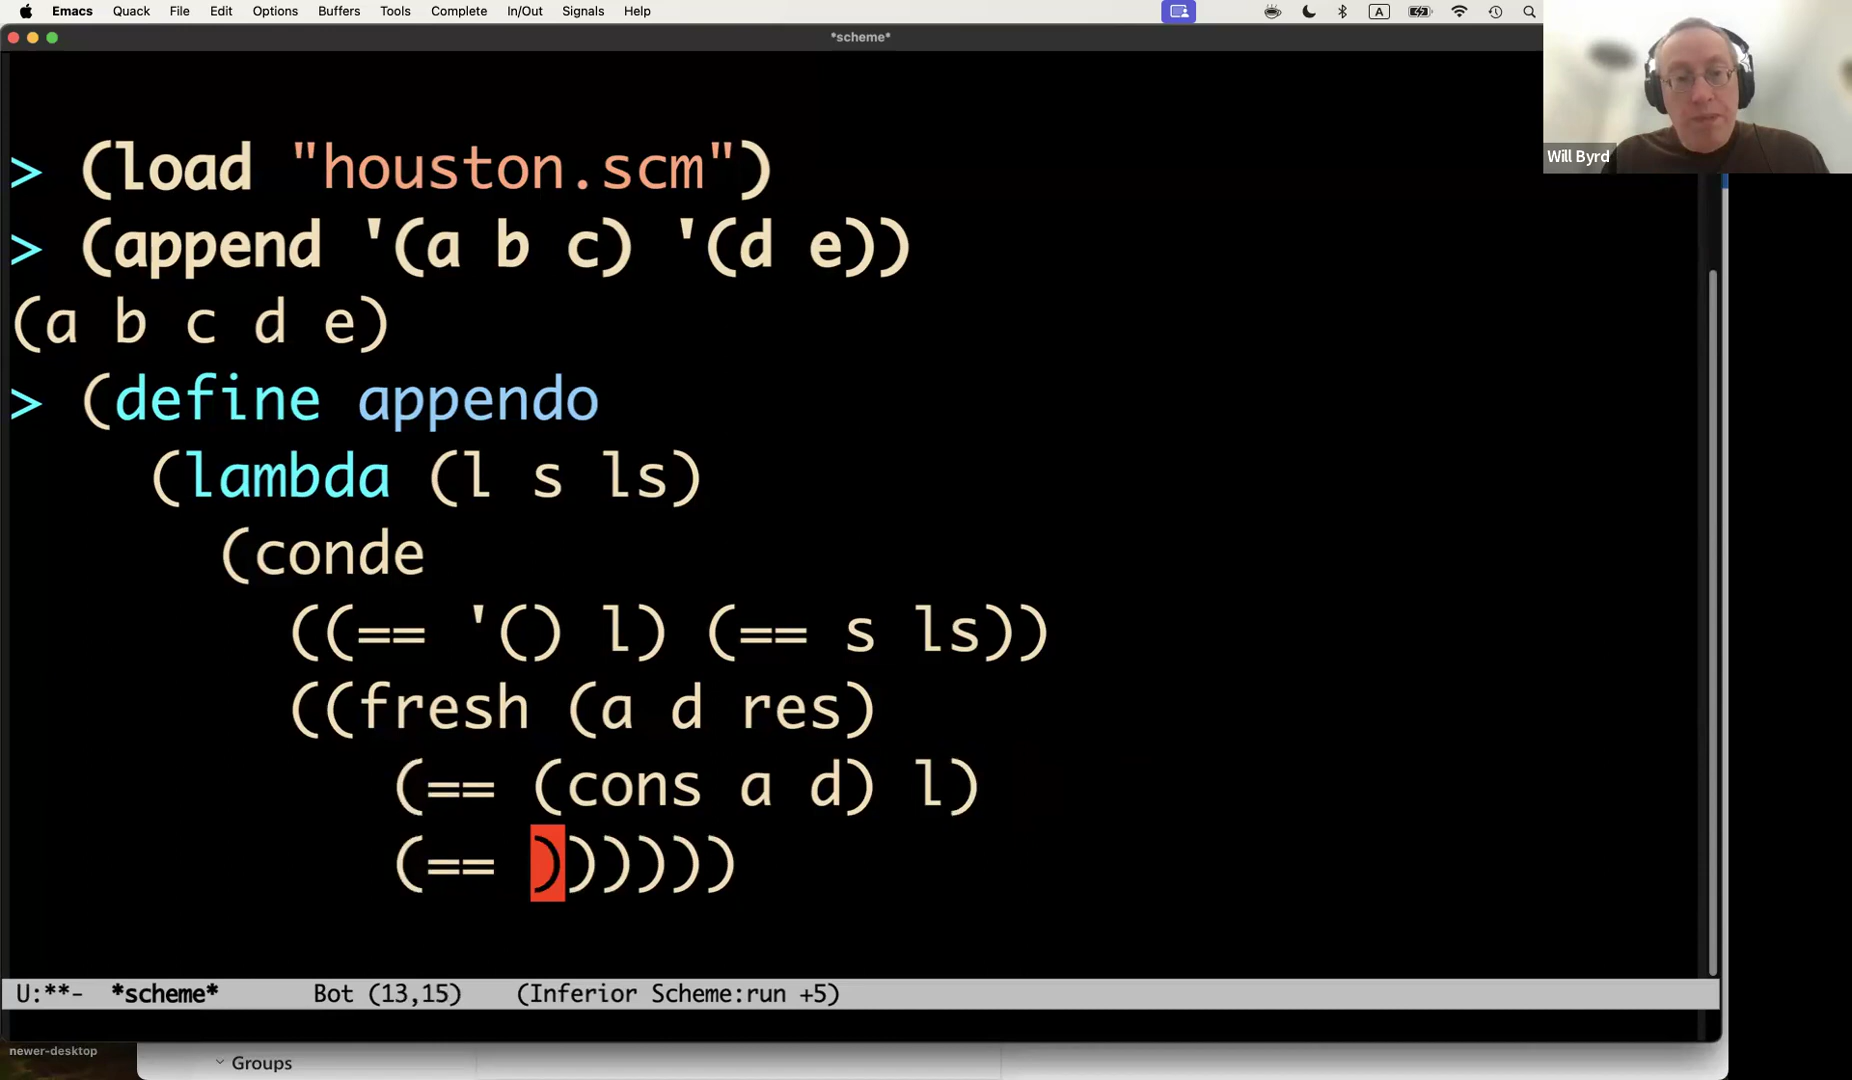 Emacs Quack File Edit Options Buffers Tools Complete In/Out Signals Help
A
*scheme*
Will Byrd
> (load "houston.scm")
> (append '(a b c) '(d e))
(a b c d e)
> (define appendo
(lambda (l s ls)
(conde
((== '() l) (== s ls))
((fresh (a d res)
(== (cons a d) l)
(== ))))))
U:**- *scheme* Bot (13,15) (Inferior Scheme:run +5)
newer-desktop
Groups